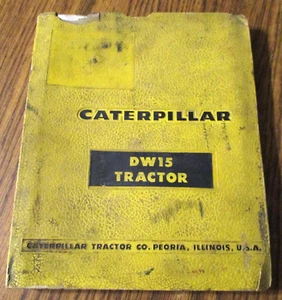 CATERPILLAR
DW15
TRACTOR
CATERPILLAR TRACTOR CO. PEORIA, ILLINOIS, U.S.A.